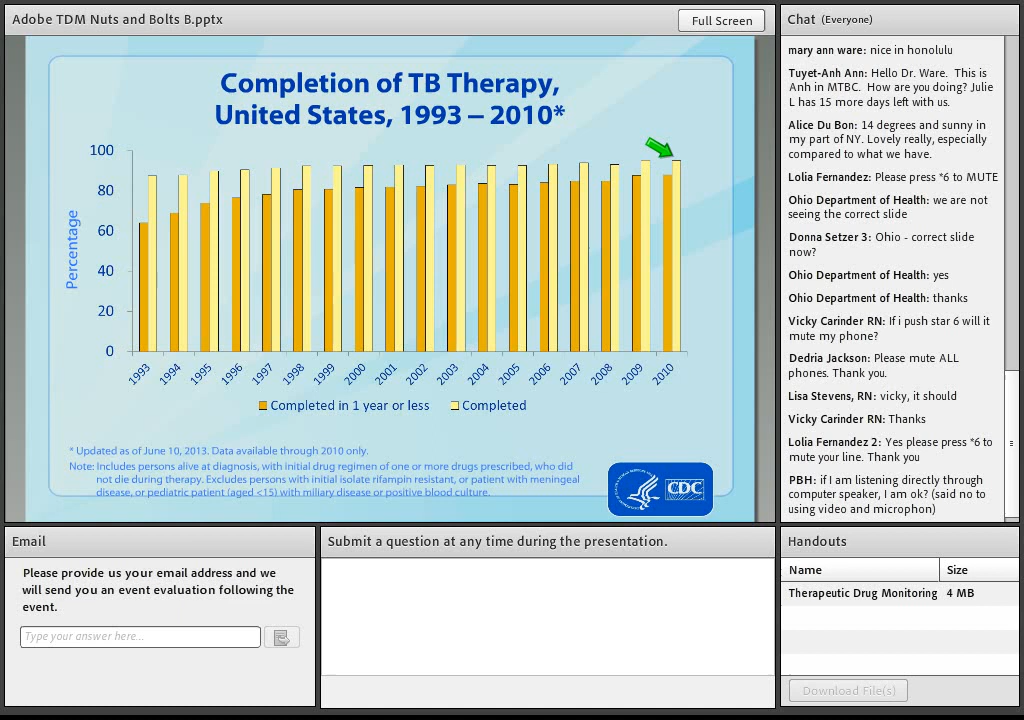 Adobe TDM Nuts and Bolts B.pptx
Full Screen
Completion of TB Therapy,
United States, 1993 – 2010*
100
80
60
40
20
0
Percentage
1993
1994
1995
1996
1997
1998
1999
2000
2001
2002
2003
2004
2005
2006
2007
2008
2009
2010
Completed in 1 year or less
Completed
* Updated as of June 10, 2013. Data available through 2010 only.
Note: Includes persons alive at diagnosis, with initial drug regimen of one or more drugs prescribed, who did
not die during therapy. Excludes persons with initial isolate rifampin resistant, or patient with meningeal
disease, or pediatric patient (aged <15) with miliary disease or positive blood culture.
CDC
Chat (Everyone)
mary ann ware: nice in honolulu
Tuyet-Anh Ann: Hello Dr. Ware. This is
Anh in MTBC. How are you doing? Julie
L has 15 more days left with us.
Alice Du Bon: 14 degrees and sunny in
my part of NY. Lovely really, especially
compared to what we have.
Lolia Fernandez: Please press *6 to MUTE
Ohio Department of Health: we are not
seeing the correct slide
Donna Setzer 3: Ohio - correct slide
now?
Ohio Department of Health: yes
Ohio Department of Health: thanks
Vicky Carinder RN: If i push star 6 will it
mute my phone?
Dedria Jackson: Please mute ALL
phones. Thank you.
Lisa Stevens, RN: vicky, it should
Vicky Carinder RN: Thanks
Lolia Fernandez 2: Yes please press *6 to
mute your line. Thank you
PBH: if I am listening directly through
computer speaker, I am ok? (said no to
using video and microphon)
Email
Please provide us your email address and we
will send you an event evaluation following the
event.
Type your answer here...
Submit a question at any time during the presentation.
Handouts
Name Size
Therapeutic Drug Monitoring 4 MB
Download File(s)